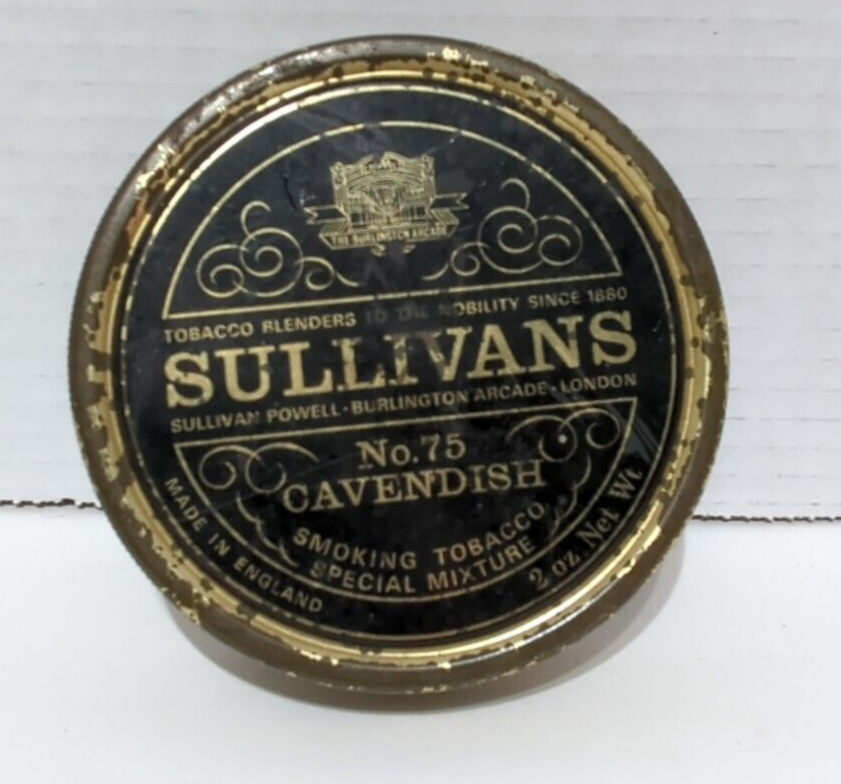 THE BURLINGTON ARCADE
TOBACCO BLENDERS TO THE NOBILITY SINCE 1880
SULLIVANS
SULLIVAN POWELL · BURLINGTON ARCADE · LONDON
No. 75
CAVENDISH
SMOKING TOBACCO
SPECIAL MIXTURE
MADE IN ENGLAND
2 oz Net Wt